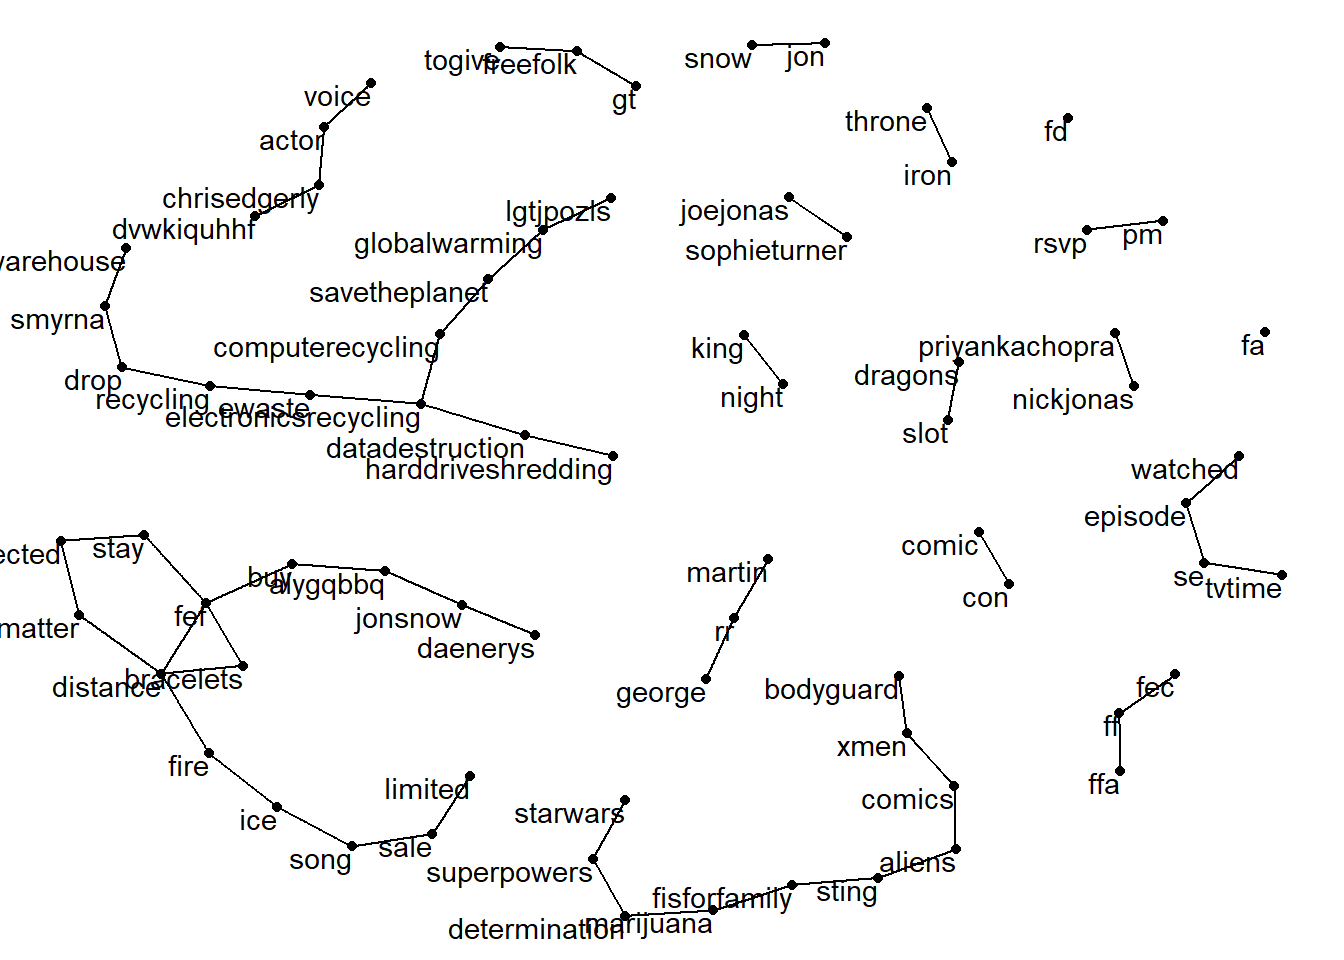 snow
jon
togive
freefolk
voice
gt
throne
fd
actor
iron
chrisedgerly
lgtjpozls
joejonas
dvwkiquhhf
globalwarming
sophieturner
rsvp
pm
warehouse
savetheplanet
smyrna
computerecycling
king
priyankachopra
fa
drop
dragons
recycling
ewaste
electronicsrecycling
night
nickjonas
slot
datadestruction
harddriveshredding
watched
episode
ected
stay
comic
buy
alygqbbq
martin
se
tvtime
con
fef
jonsnow
matter
rr
daenerys
distance
bracelets
george
bodyguard
fec
ff
xmen
fire
limited
ffa
comics
ice
starwars
song
sale
superpowers
aliens
fisforfamily
sting
determination
marijuana